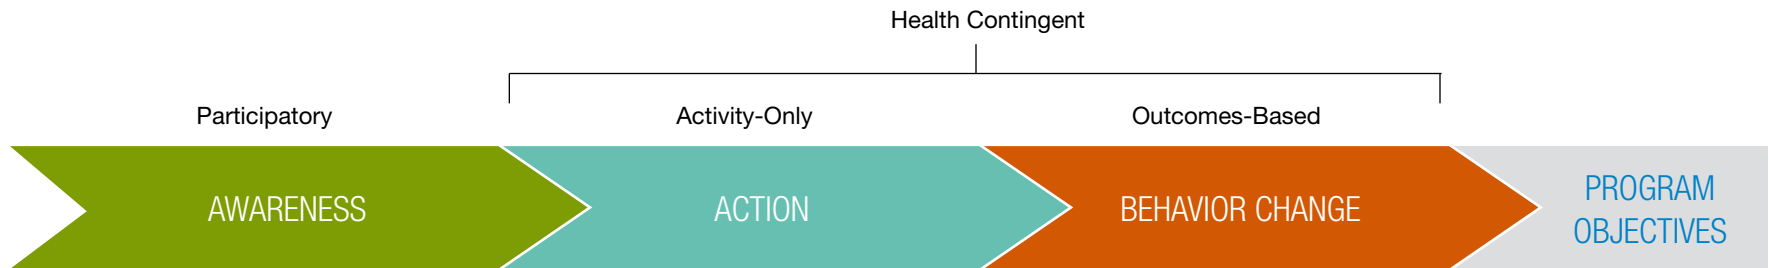 Health Contingent
Participatory
Activity-Only
Outcomes-Based
AWARENESS
ACTION
BEHAVIOR CHANGE
PROGRAM
OBJECTIVES